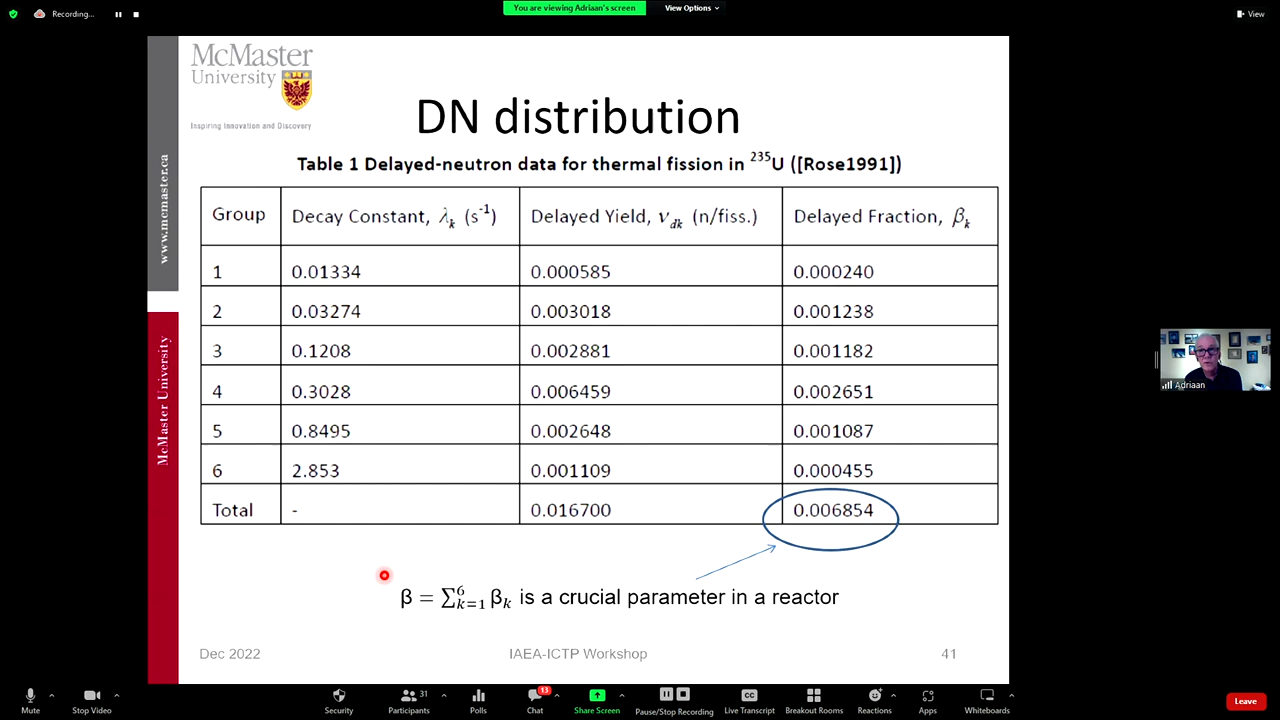 Recording...
You are viewing Adriaan's screen
View Options
View
McMaster
University
Inspiring Innovation and Discovery
www.mcmaster.ca
McMaster University
DN distribution
Table 1 Delayed-neutron data for thermal fission in ²³⁵U ([Rose1991])
Group Decay Constant, λₖ (s⁻¹) Delayed Yield, ν_dk (n/fiss.) Delayed Fraction, βₖ
1 0.01334 0.000585 0.000240
2 0.03274 0.003018 0.001238
3 0.1208 0.002881 0.001182
4 0.3028 0.006459 0.002651
5 0.8495 0.002648 0.001087
6 2.853 0.001109 0.000455
Total - 0.016700 0.006854
β = ∑⁶ₖ₌₁ βₖ is a crucial parameter in a reactor
Dec 2022 IAEA-ICTP Workshop 41
Adriaan
Mute Stop Video Security Participants 31 Polls Chat 13 Share Screen Pause/Stop Recording CC Live Transcript Breakout Rooms Reactions Apps Whiteboards Leave